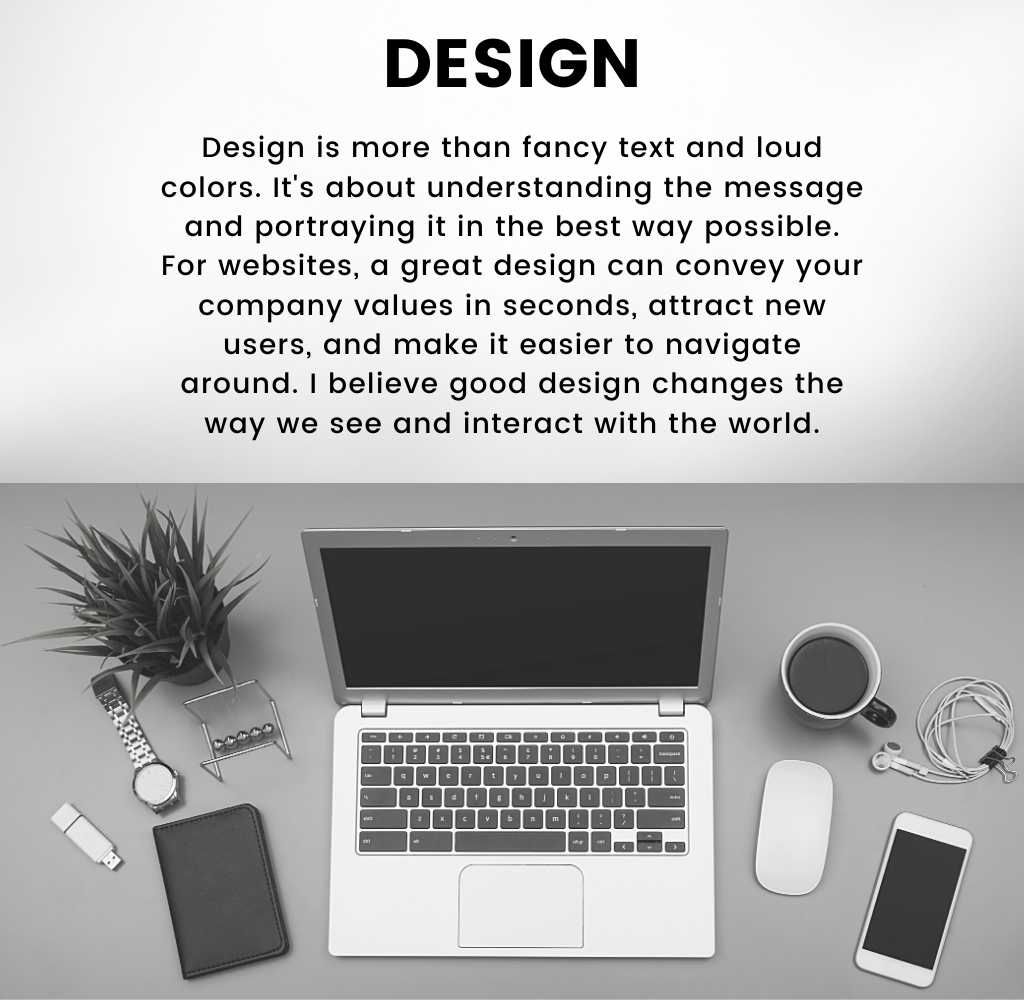 DESIGN
Design is more than fancy text and loud
colors. It's about understanding the message
and portraying it in the best way possible.
For websites, a great design can convey your
company values in seconds, attract new
users, and make it easier to navigate
around. I believe good design changes the
way we see and interact with the world.